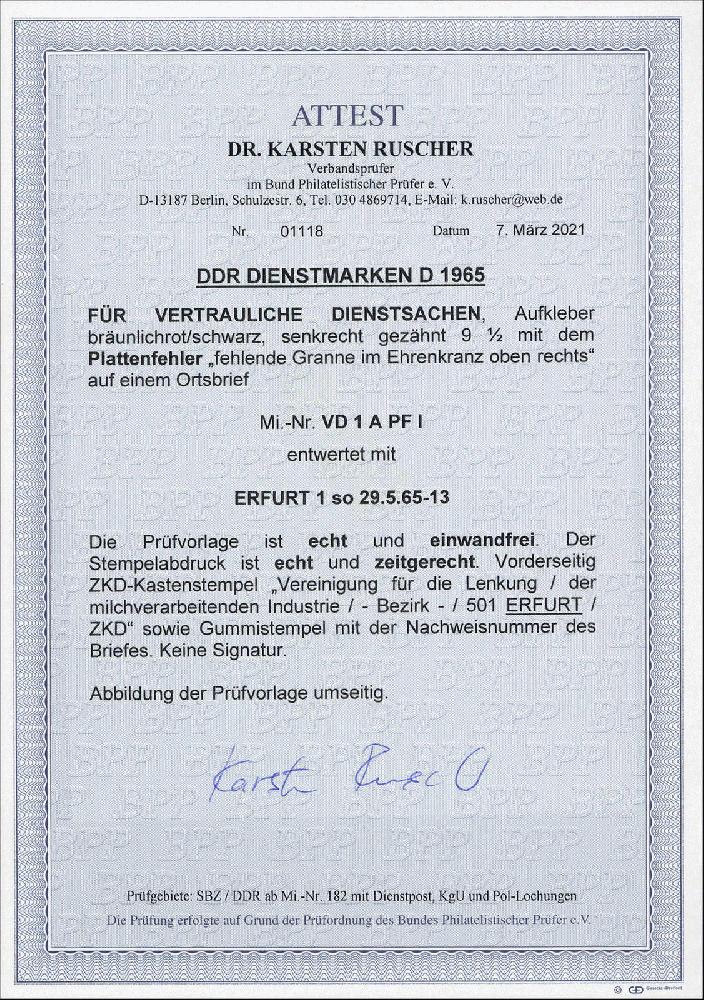 ATTEST
DR. KARSTEN RUSCHER
Verbandsprüfer
im Bund Philatelistischer Prüfer e. V.
D-13187 Berlin, Schulzestr. 6, Tel. 030 4869714, E-Mail: k.ruscher@web.de
Nr. 01118 Datum 7. März 2021
DDR DIENSTMARKEN D 1965
FÜR VERTRAULICHE DIENSTSACHEN, Aufkleber
bräunlichrot/schwarz, senkrecht gezähnt 9 ½ mit dem
Plattenfehler „fehlende Granne im Ehrenkranz oben rechts“
auf einem Ortsbrief
Mi.-Nr. VD 1 A PF I
entwertet mit
ERFURT 1 so 29.5.65-13
Die Prüfvorlage ist echt und einwandfrei. Der
Stempelabdruck ist echt und zeitgerecht. Vorderseitig
ZKD-Kastenstempel „Vereinigung für die Lenkung / der
milchverarbeitenden Industrie / - Bezirk - / 501 ERFURT /
ZKD“ sowie Gummistempel mit der Nachweisnummer des
Briefes. Keine Signatur.
Abbildung der Prüfvorlage umseitig.
Prüfgebiete: SBZ / DDR ab Mi.-Nr. 182 mit Dienstpost, KgU und Pol-Lochungen
Die Prüfung erfolgte auf Grund der Prüfordnung des Bundes Philatelistischer Prüfer e.V.